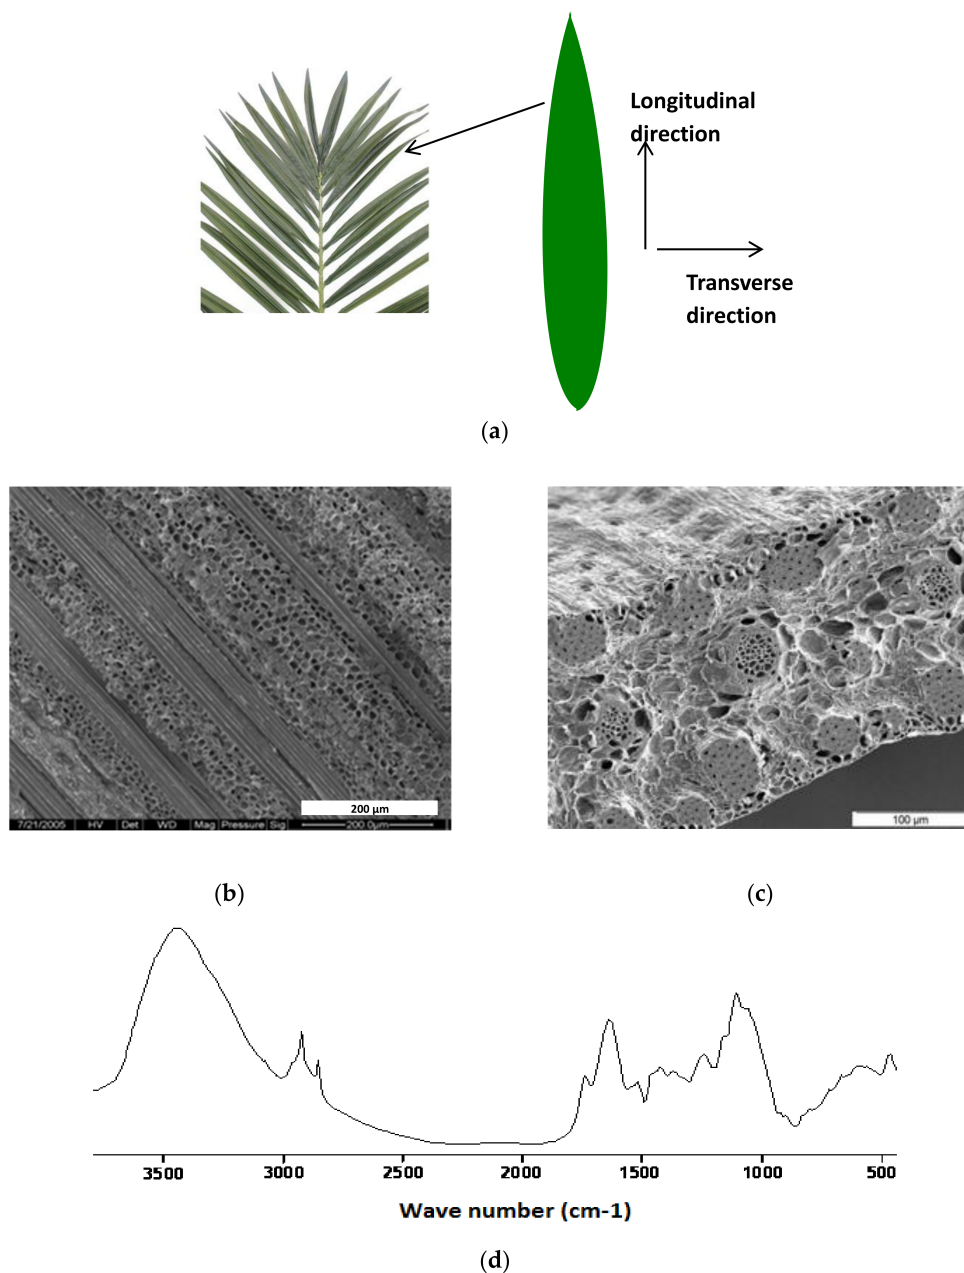 Longitudinal
direction
Transverse
direction
(a)
200 µm
7/21/2005 HV Det WD Mag Pressure Sig 200.0µm
100 µm
(b) (c)
3500 3000 2500 2000 1500 1000 500
Wave number (cm-1)
(d)